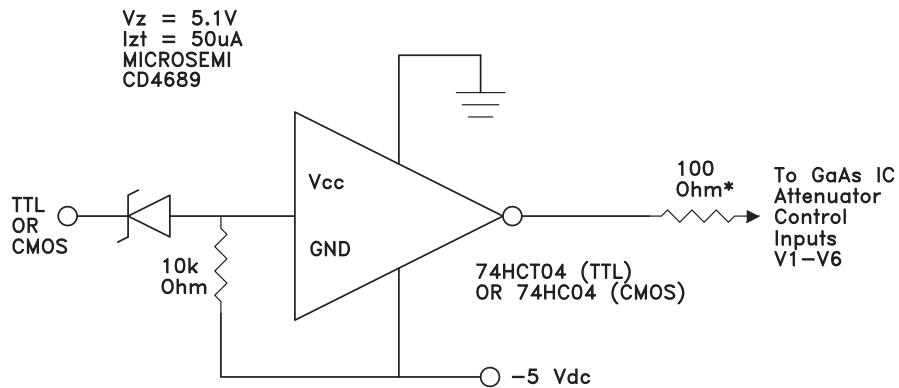 Vz = 5.1V
Izt = 50uA
MICROSEMI
CD4689
Vcc
GND
TTL
OR
CMOS
10k
Ohm
100
Ohm*
To GaAs IC
Attenuator
Control
Inputs
V1-V6
74HCT04 (TTL)
OR 74HC04 (CMOS)
-5 Vdc